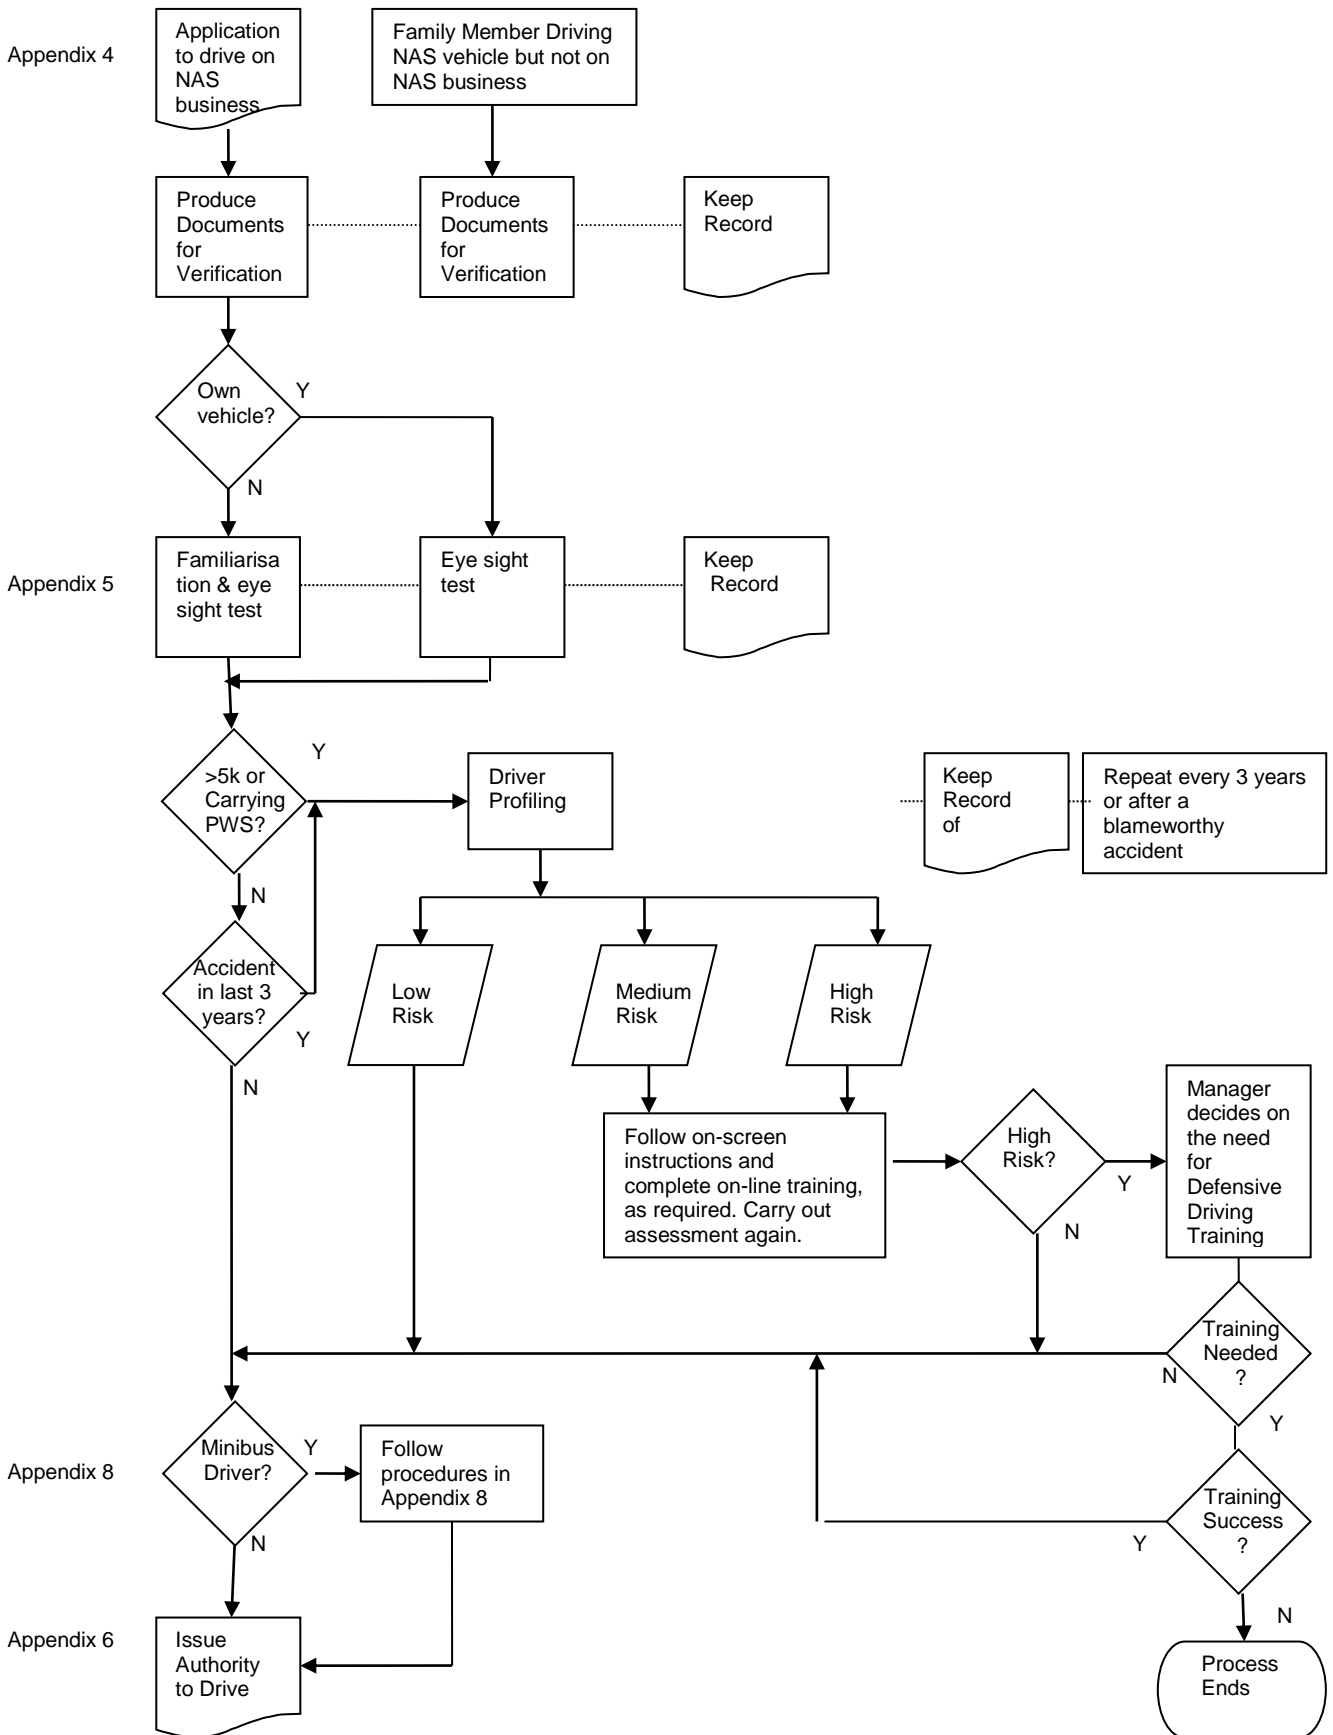 Appendix 4
Application
to drive on
NAS
business
Family Member Driving
NAS vehicle but not on
NAS business
Produce
Documents
for
Verification
Produce
Documents
for
Verification
Keep
Record
Own
vehicle?
Y
N
Appendix 5
Familiarisa
tion & eye
sight test
Eye sight
test
Keep
Record
>5k or
Carrying
PWS?
Y
N
Driver
Profiling
Keep
Record
of
Repeat every 3 years
or after a
blameworthy
accident
Accident
in last 3
years?
Y
N
Low
Risk
Medium
Risk
High
Risk
Follow on-screen
instructions and
complete on-line training,
as required. Carry out
assessment again.
High
Risk?
Y
N
Manager
decides on
the need
for
Defensive
Driving
Training
Training
Needed
?
N
Y
Appendix 8
Minibus
Driver?
Y
N
Follow
procedures in
Appendix 8
Training
Success
?
Y
N
Appendix 6
Issue
Authority
to Drive
Process
Ends